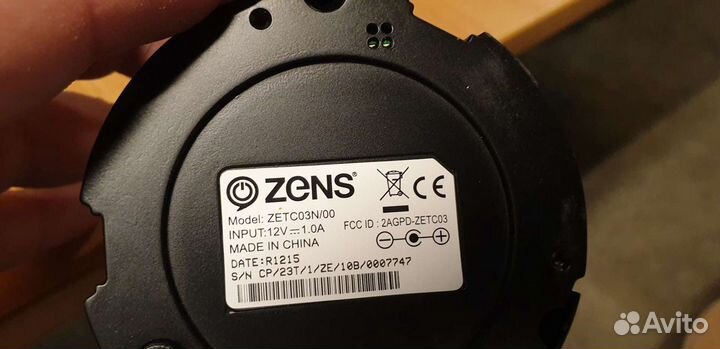 ZENS®
Model: ZETC03N/00
INPUT:12V⎓1.0A
FCC ID : 2AGPD-ZETC03
MADE IN CHINA
DATE:R1215
S/N CP/23T/1/ZE/10B/0007747
CE
Avito